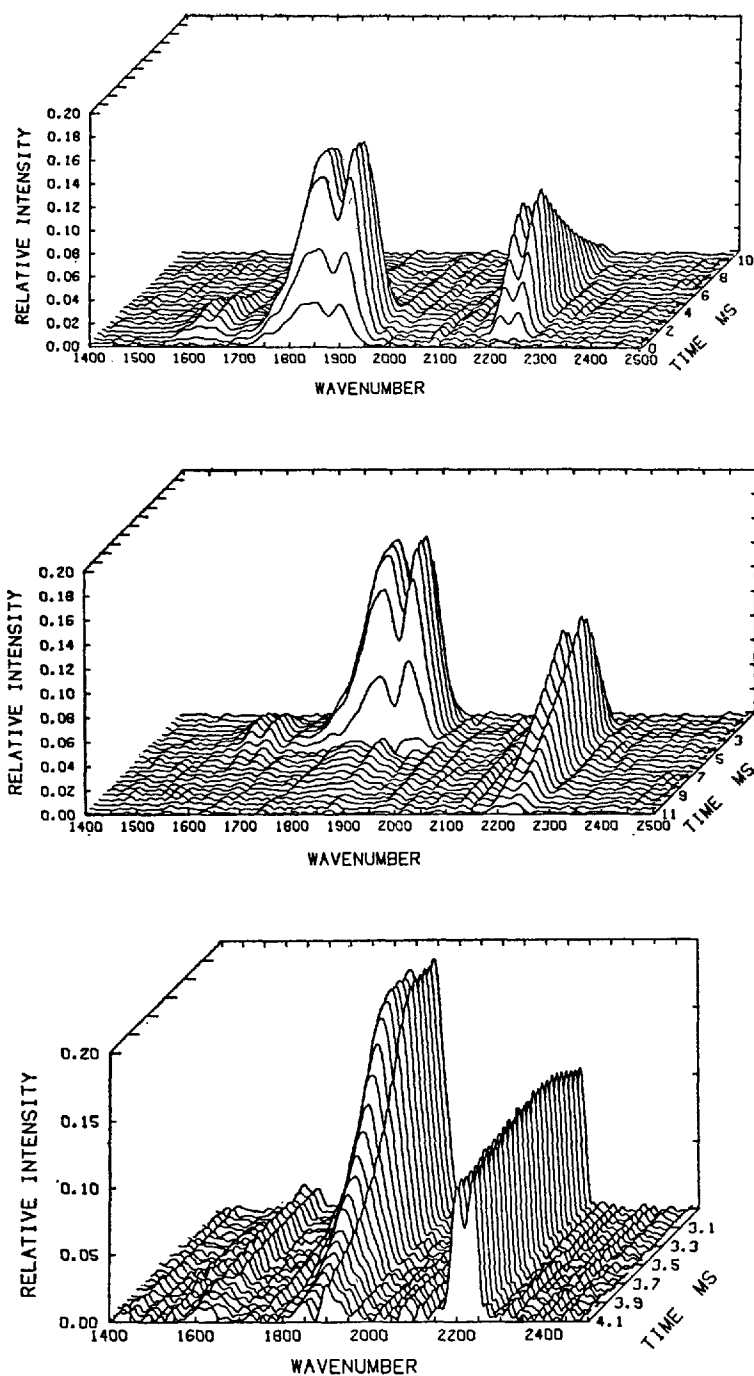 RELATIVE INTENSITY
0.20
0.18
0.16
0.14
0.12
0.10
0.08
0.06
0.04
0.02
0.00
1400 1500 1600 1700 1800 1900 2000 2100 2200 2300 2400 2500
WAVENUMBER
0 2 4 6 8 10
TIME MS
RELATIVE INTENSITY
0.20
0.18
0.16
0.14
0.12
0.10
0.08
0.06
0.04
0.02
0.00
1400 1500 1600 1700 1800 1900 2000 2100 2200 2300 2400 2500
WAVENUMBER
11 9 7 5 3
TIME MS
RELATIVE INTENSITY
0.20
0.15
0.10
0.05
0.00
1400 1600 1800 2000 2200 2400
WAVENUMBER
4.1 3.9 3.7 3.5 3.3 3.1
TIME MS